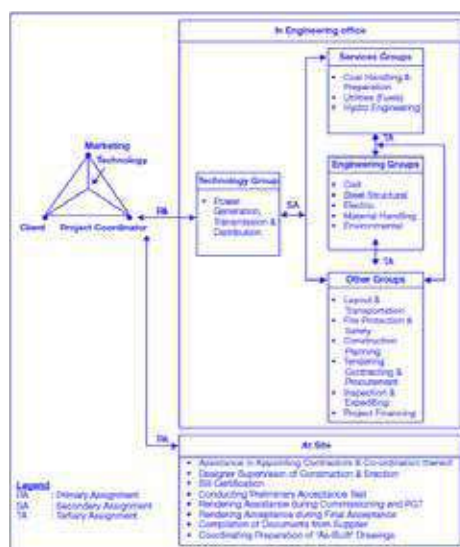 In Engineering office
Services Groups
• Coal Handling &
Preparation
• Utilities (Fuels)
• Hydro Engineering
TA
Marketing
Technology
Client
Project Coordinator
PA
Technology Group
• Power
Generation,
Transmission &
Distribution
SA
Engineering Groups
• Civil
• Steel Structural
• Electric
• Material Handling
• Environmental
TA
Other Groups
• Layout &
Transportation
• Fire Protection &
Safety
• Construction
Planning
• Tendering
Contracting &
Procurement
• Inspection &
Expediting
• Project Financing
PA
At Site
• Assistance in Appointing Contractors & Co-ordination thereof
• Designer Supervision of Construction & Erection
• Bill Certification
• Conducting Preliminary Acceptance Test
• Rendering Assistance during Commissioning and PGT
• Rendering Acceptance during Final Acceptance
• Compilation of Documents from Supplier
• Coordinating Preparation of 'As-Built' Drawings
Legend
PA : Primary Assignment
SA : Secondary Assignment
TA : Tertiary Assignment